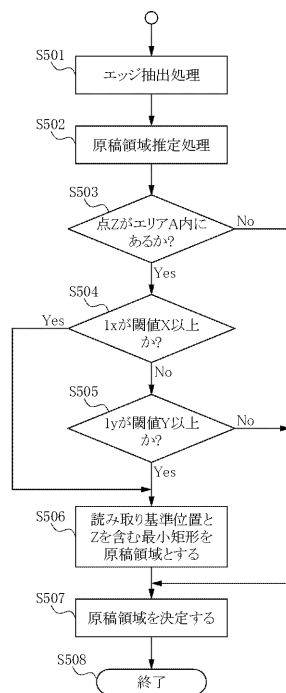 S501
エッジ抽出処理
S502
原稿領域推定処理
S503
点ZがエリアA内に
あるか?
No
Yes
S504
Yes
1xが閾値X以上
か?
No
S505
1yが閾値Y以上
か?
No
Yes
S506
読み取り基準位置と
Zを含む最小矩形を
原稿領域とする
S507
原稿領域を決定する
S508
終了